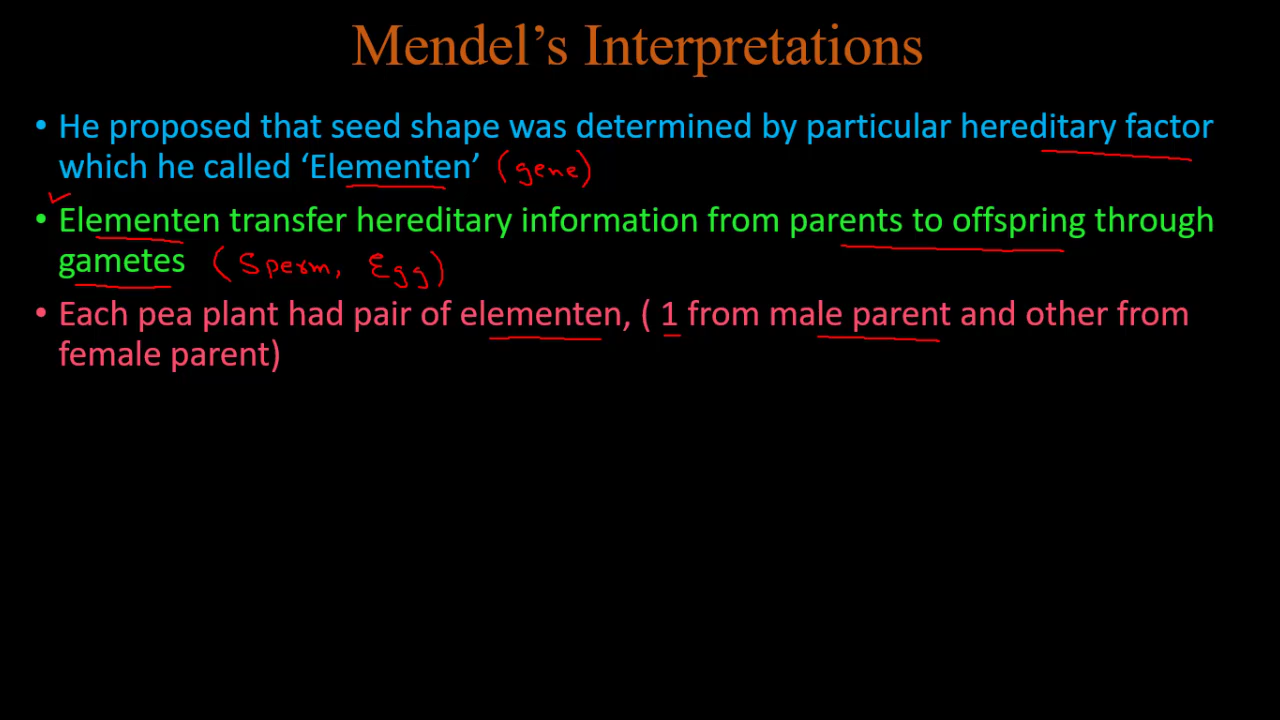 Mendel's Interpretations
• He proposed that seed shape was determined by particular hereditary factor
which he called ‘Elementen’ (gene)
• Elementen transfer hereditary information from parents to offspring through
gametes (Sperm, Egg)
• Each pea plant had pair of elementen, ( 1 from male parent and other from
female parent)